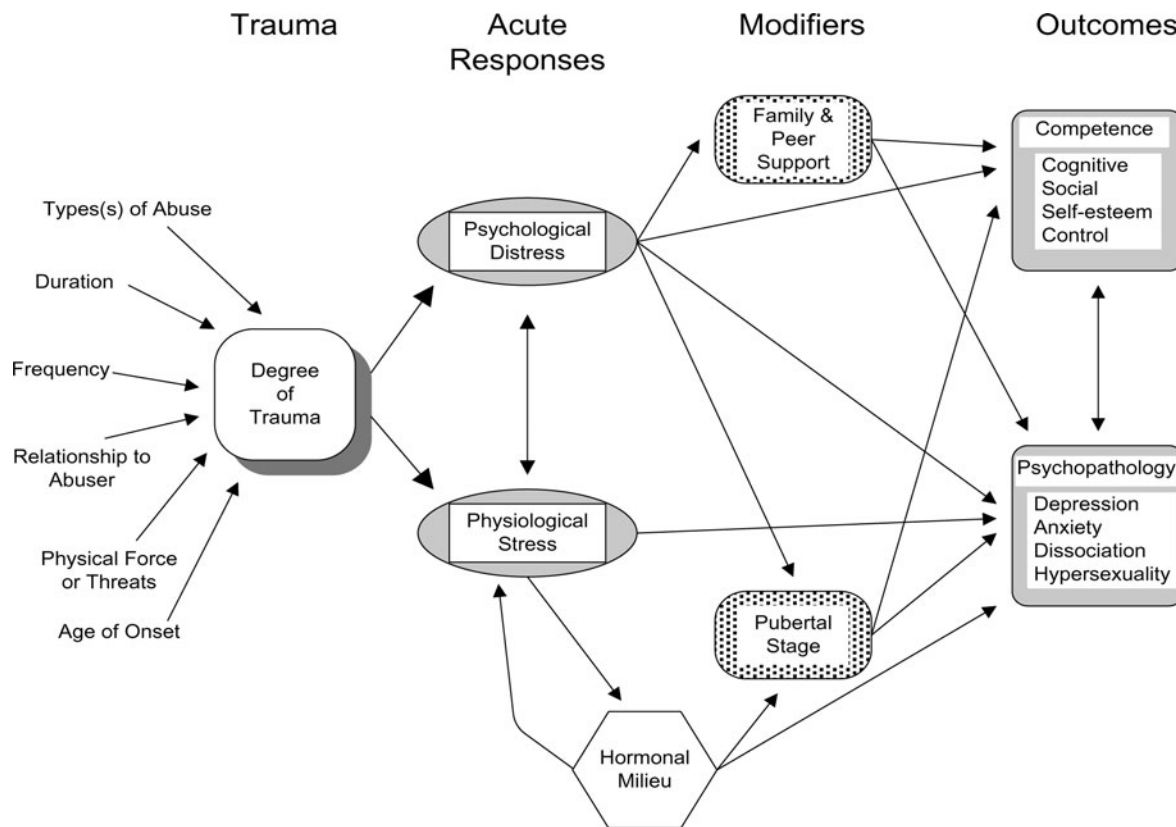 Trauma
Acute
Responses
Modifiers
Outcomes
Types(s) of Abuse
Duration
Frequency
Relationship to
Abuser
Physical Force
or Threats
Age of Onset
Degree
of
Trauma
Psychological
Distress
Physiological
Stress
Hormonal
Milieu
Family &
Peer
Support
Pubertal
Stage
Competence
Cognitive
Social
Self-esteem
Control
Psychopathology
Depression
Anxiety
Dissociation
Hypersexuality